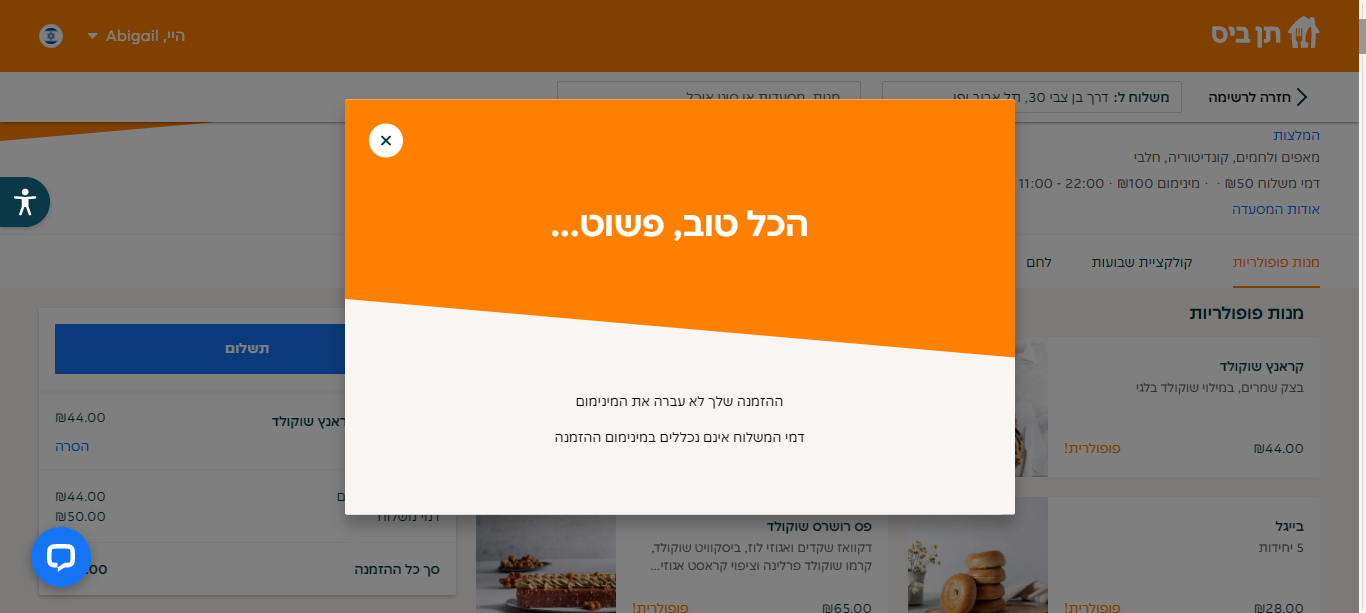 תן ביס
היי, Abigail
חזרה לרשימה
משלוח ל: דרך בן צבי 30, תל אביב יפו
מנות, מסעדות או סוגי אוכל
המלצות
מאפים ולחמים, קונדיטוריה, חלבי
דמי משלוח ₪50 · · מינימום ₪100 · 11:00 - 22:00
אודות המסעדה
מנות פופולריות
קולקציית שבועות
לחם
הכל טוב, פשוט...
ההזמנה שלך לא עברה את המינימום
דמי המשלוח אינם נכללים במינימום ההזמנה
מנות פופולריות
קראנץ שוקולד
בצק שמרים, במילוי שוקולד בלגי
₪44.00
פופולרית!
בייגל
5 יחידות
₪28.00
פופולרית!
פס רושרס שוקולד
דקוואז שקדים ואגוזי לוז, ביסקוויט שוקולד,
קרמו שוקולד פרלינה וציפוי קראסט אגוזי...
₪65.00
פופולרית!
תשלום
ראנץ שוקולד
₪44.00
הסרה
₪44.00
דמי משלוח
₪50.00
סך כל ההזמנה